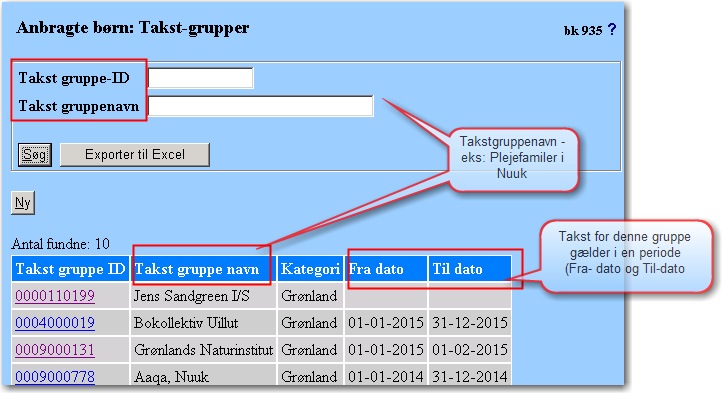 Anbragte børn: Takst-grupper
bk 935 ?
Takst gruppe-ID
Takst gruppenavn
Søg Exporter til Excel
Takstgruppenavn -
eks: Plejefamiler i
Nuuk
Ny
Antal fundne: 10
Takst for denne gruppe
gælder i en periode
(Fra- dato og Til-dato
Takst gruppe ID Takst gruppe navn Kategori Fra dato Til dato
0000110199 Jens Sandgreen I/S Grønland
0004000019 Bokollektiv Uillut Grønland 01-01-2015 31-12-2015
0009000131 Grønlands Naturinstitut Grønland 01-01-2015 01-02-2015
0009000778 Aaqa, Nuuk Grønland 01-01-2014 31-12-2014